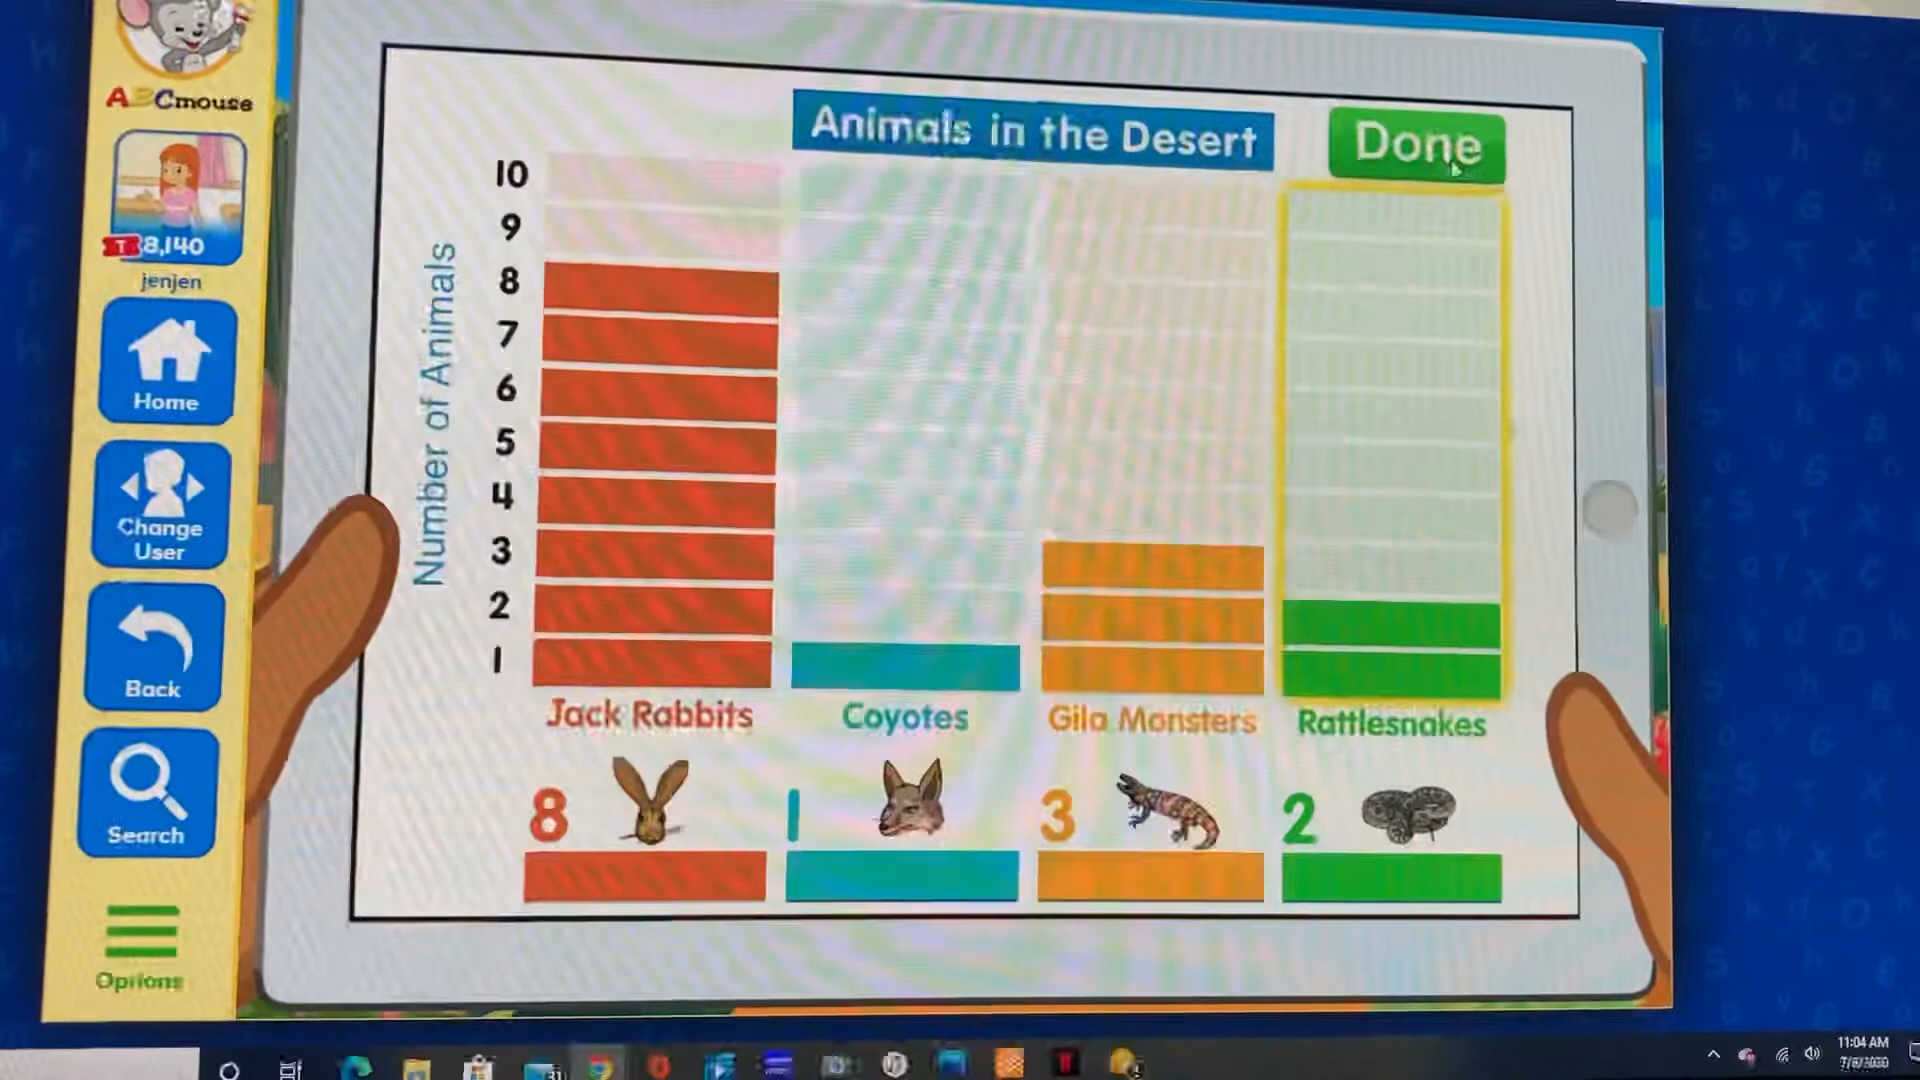 ABCmouse
8,140
jenjen
Home
Change
User
Back
Search
Options
Animals in the Desert
Done
Number of Animals
10
9
8
7
6
5
4
3
2
1
Jack Rabbits
Coyotes
Gila Monsters
Rattlesnakes
8
1
3
2
11:04 AM